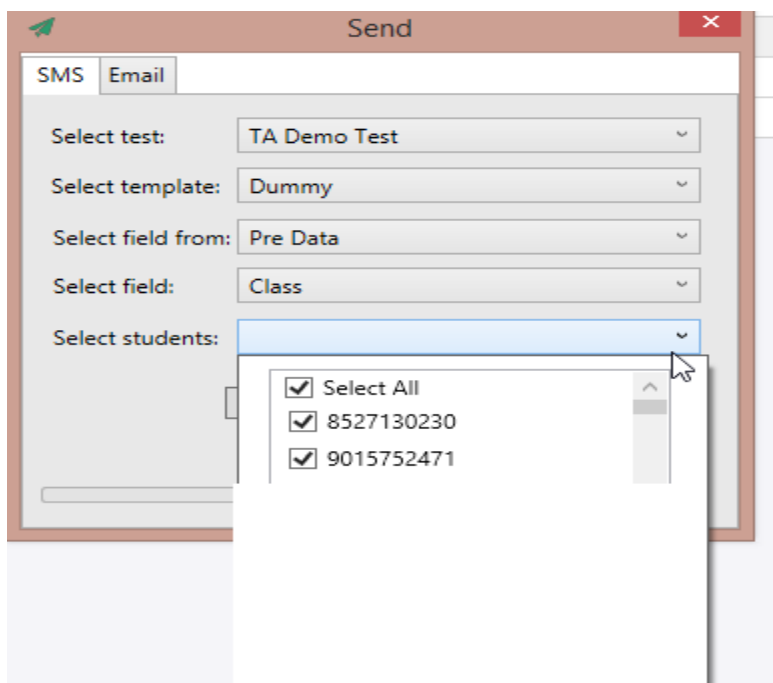 Send
SMS Email
Select test: TA Demo Test
Select template: Dummy
Select field from: Pre Data
Select field: Class
Select students:
Select All
8527130230
9015752471